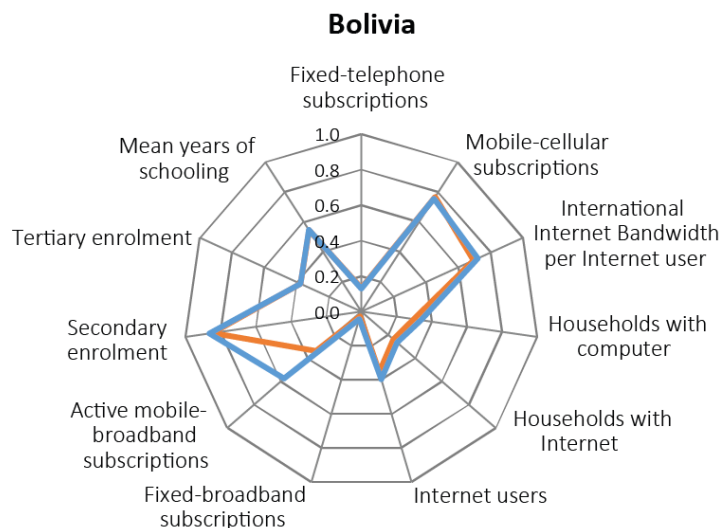 Bolivia
Fixed-telephone
subscriptions
Mobile-cellular
subscriptions
International
Internet Bandwidth
per Internet user
Households with
computer
Households with
Internet
Internet users
Fixed-broadband
subscriptions
Active mobile-
broadband
subscriptions
Secondary
enrolment
Tertiary enrolment
Mean years of
schooling
1.0
0.8
0.6
0.4
0.2
0.0